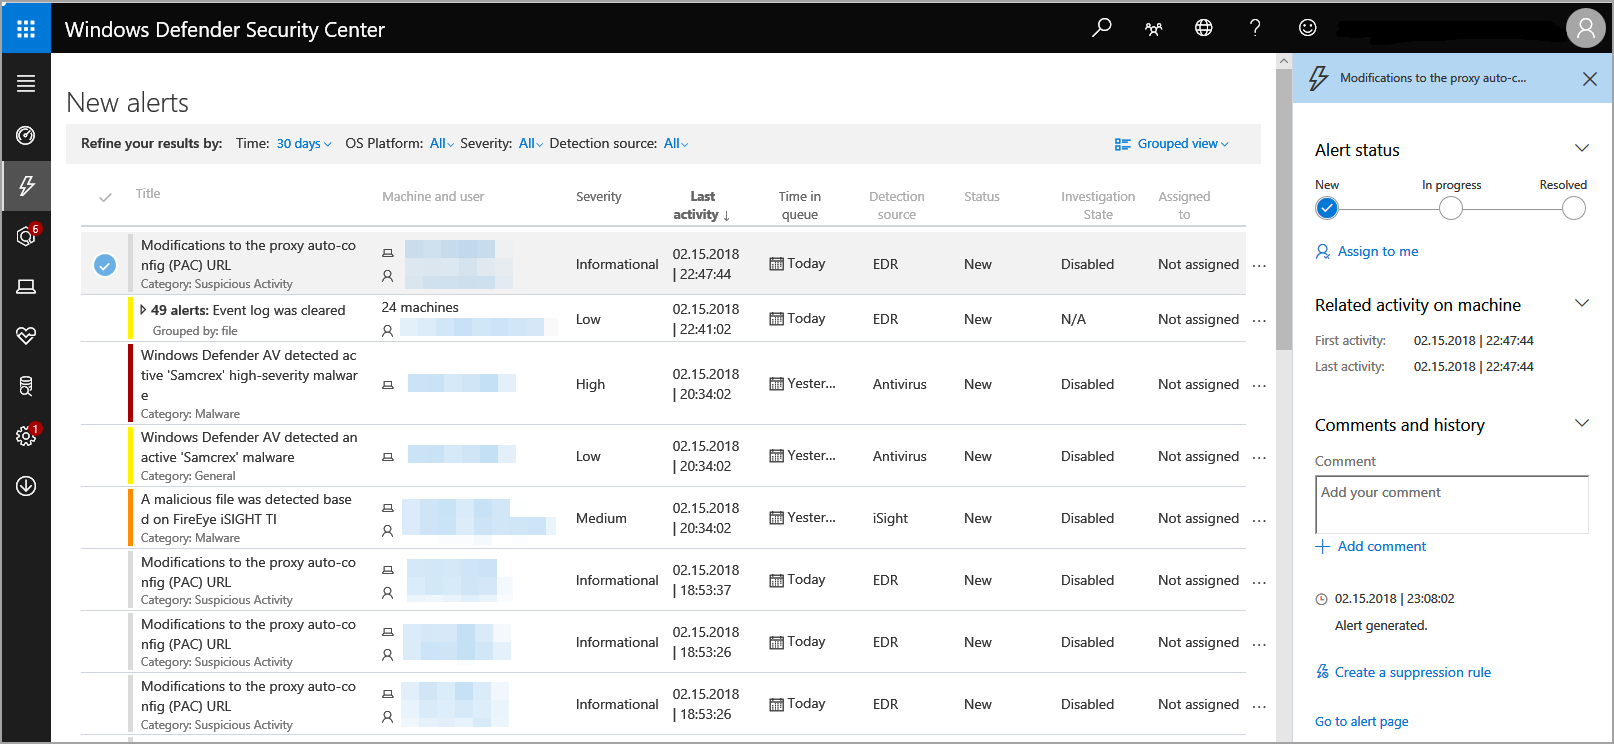 Windows Defender Security Center
6
1
New alerts
Refine your results by: Time: 30 days OS Platform: All Severity: All Detection source: All Grouped view
Title Machine and user Severity Last activity ↓ Time in queue Detection source Status Investigation State Assigned to
Modifications to the proxy auto-co
nfig (PAC) URL
Category: Suspicious Activity
Informational
02.15.2018
| 22:47:44
Today
EDR
New
Disabled
Not assigned
...
49 alerts: Event log was cleared
Grouped by: file
24 machines
Low
02.15.2018
| 22:41:02
Today
EDR
New
N/A
Not assigned
...
Windows Defender AV detected ac
tive 'Samcrex' high-severity malwar
e
Category: Malware
High
02.15.2018
| 20:34:02
Yester...
Antivirus
New
Disabled
Not assigned
...
Windows Defender AV detected an
active 'Samcrex' malware
Category: General
Low
02.15.2018
| 20:34:02
Yester...
Antivirus
New
Disabled
Not assigned
...
A malicious file was detected base
d on FireEye iSIGHT TI
Category: Malware
Medium
02.15.2018
| 20:34:02
Yester...
iSight
New
Disabled
Not assigned
...
Modifications to the proxy auto-co
nfig (PAC) URL
Category: Suspicious Activity
Informational
02.15.2018
| 18:53:37
Today
EDR
New
Disabled
Not assigned
...
Modifications to the proxy auto-co
nfig (PAC) URL
Category: Suspicious Activity
Informational
02.15.2018
| 18:53:26
Today
EDR
New
Disabled
Not assigned
...
Modifications to the proxy auto-co
nfig (PAC) URL
Category: Suspicious Activity
Informational
02.15.2018
| 18:53:26
Today
EDR
New
Disabled
Not assigned
...
Modifications to the proxy auto-c...
Alert status
New In progress Resolved
Assign to me
Related activity on machine
First activity: 02.15.2018 | 22:47:44
Last activity: 02.15.2018 | 22:47:44
Comments and history
Comment
Add your comment
Add comment
02.15.2018 | 23:08:02
Alert generated.
Create a suppression rule
Go to alert page